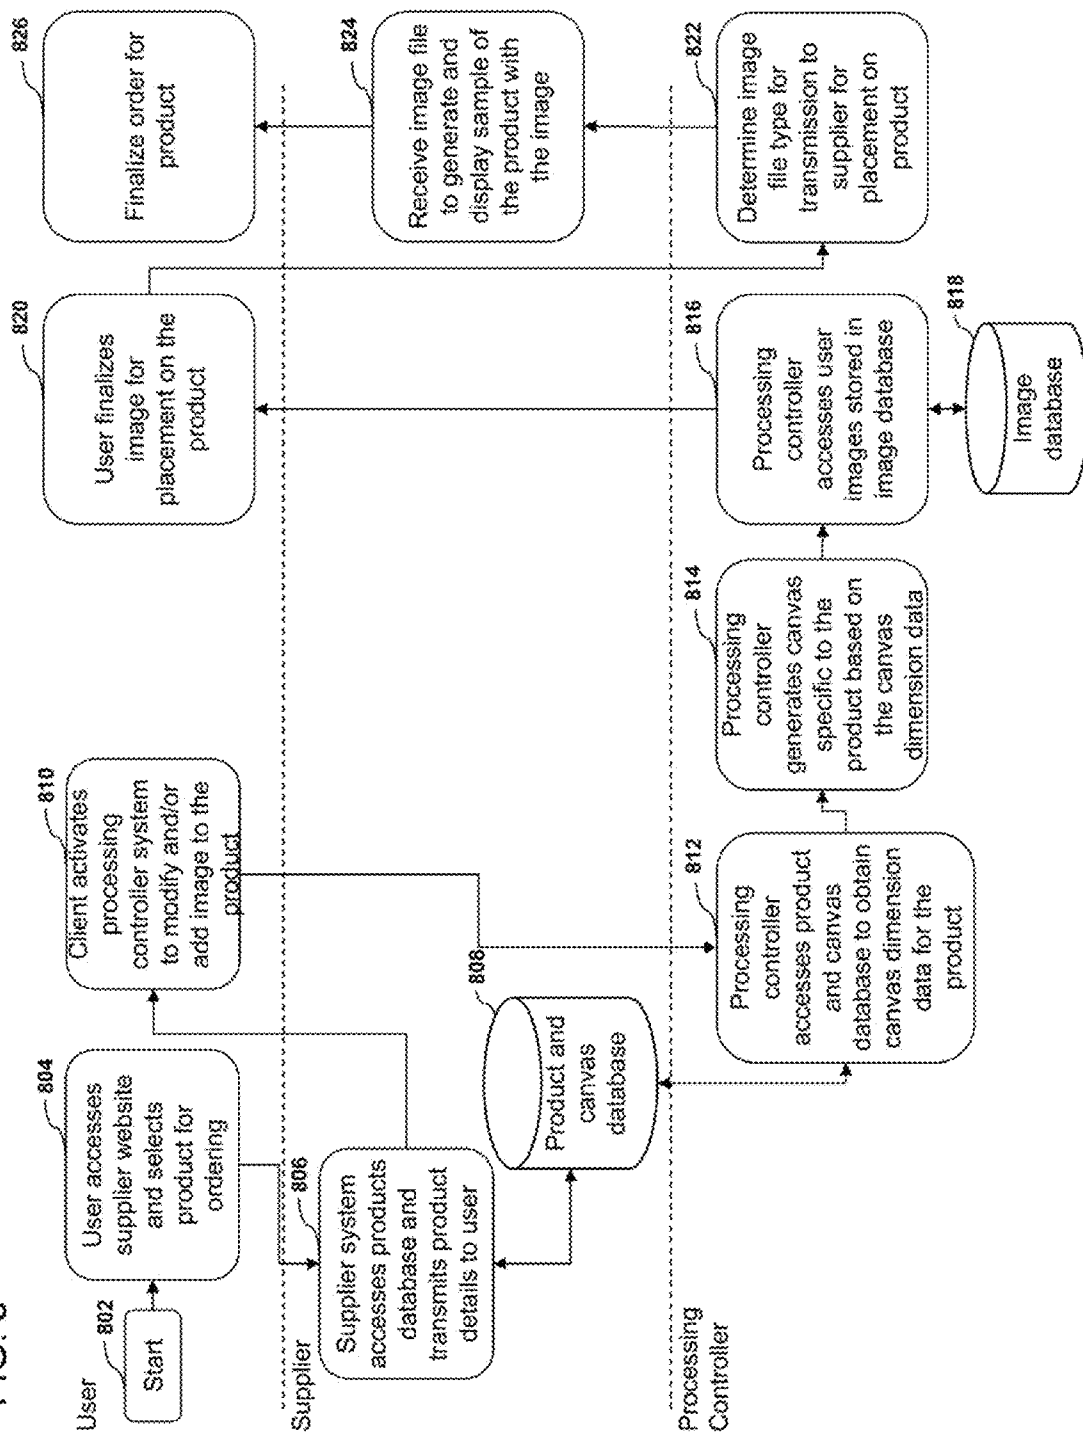 User
802
Start
804
User accesses
supplier website
and selects
product for
ordering
810
Client activates
processing
controller system
to modify and/or
add image to the
product
820
User finalizes
image for
placement on the
product
826
Finalize order for
product
Supplier
806
Supplier system
accesses products
database and
transmits product
details to user
808
Product and
canvas
database
824
Receive image file
to generate and
display sample of
the product with
the image
Processing
Controller
812
Processing
controller
accesses product
and canvas
database to obtain
canvas dimension
data for the
product
814
Processing
controller
generates canvas
specific to the
product based on
the canvas
dimension data
816
Processing
controller
accesses user
images stored in
image database
818
Image
database
822
Determine image
file type for
transmission to
supplier for
placement on
product